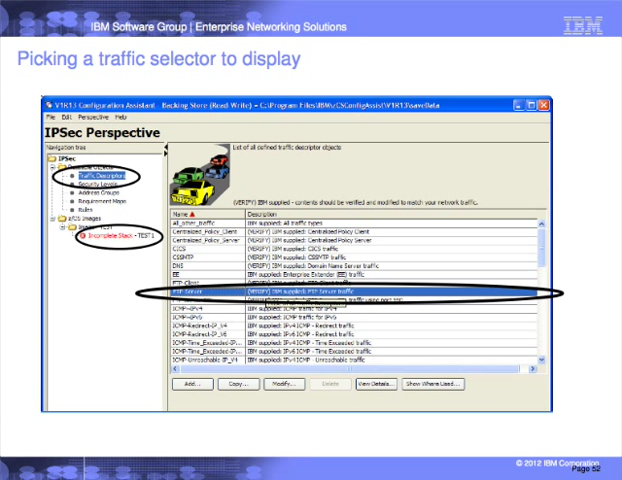 IBM Software Group | Enterprise Networking Solutions
IBM
Picking a traffic selector to display
V1R13 Configuration Assistant - Backing Store (Read Write) - C:\Program Files\IBM\zCSConfigAssist\V1R13\saveData
File Edit Perspective Help
IPSec Perspective
Navigation tree
IPSec
Traffic Descriptors
Security Levels
Address Groups
Requirement Maps
Rules
z/OS Images
Incomplete Stack - TEST1
List of all defined traffic descriptor objects
(VERIFY) IBM supplied - contents should be verified and modified to match your network traffic.
Name Description
All_other_traffic IBM supplied: All traffic types
Centralized_Policy_Client (VERIFY) IBM supplied: Centralized Policy Client
Centralized_Policy_Server (VERIFY) IBM supplied: Centralized Policy Server
CICS (VERIFY) IBM supplied: CICS traffic
CSSMTP (VERIFY) IBM supplied: CSSMTP traffic
DNS (VERIFY) IBM supplied: Domain Name Server traffic
EE IBM supplied: Enterprise Extender (EE) traffic
FTP-Client
FTP-Server (VERIFY) IBM supplied: FTP Server traffic
ICMP-IPv4 IBM supplied: ICMP traffic for IPv4
ICMP-IPv6 IBM supplied: ICMP traffic for IPv6
ICMP-Redirect-IP_V4 IBM supplied: IPv4 ICMP - Redirect traffic
ICMP-Redirect-IP_V6 IBM supplied: IPv6 ICMP - Redirect traffic
ICMP-Time_Exceeded-IP... IBM supplied: IPv4 ICMP - Time Exceeded traffic
ICMP-Time_Exceeded-IP... IBM supplied: IPv6 ICMP - Time Exceeded traffic
ICMP-Unreachable-IP_V4 IBM supplied: IPv4 ICMP - Unreachable traffic
Add... Copy... Modify... Delete View Details... Show Where Used...
© 2012 IBM Corporation
Page 52